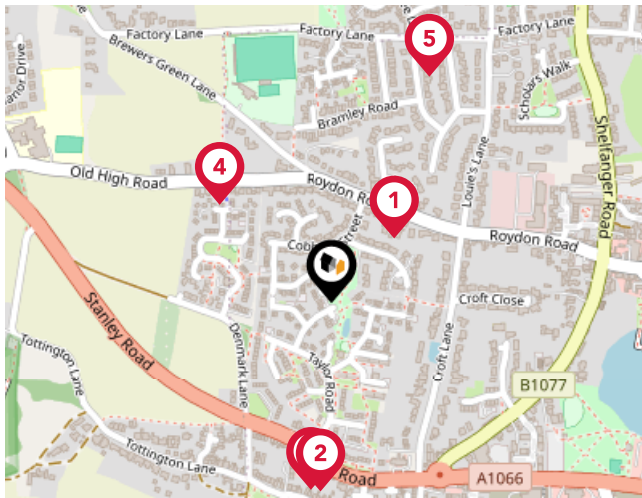 Factory Lane
Factory Lane
Factory Lane
5
Brewers Green Lane
Scholars Walk
Bramley Road
Shelfanger Road
4
Louie's Lane
Old High Road
Roydon
1
Roydon Road
Street
Croft Close
Stanley Road
Denmark Lane
Croft Lane
Tottington Lane
Taylor Road
B1077
Tottington Lane
2
Road
A1066